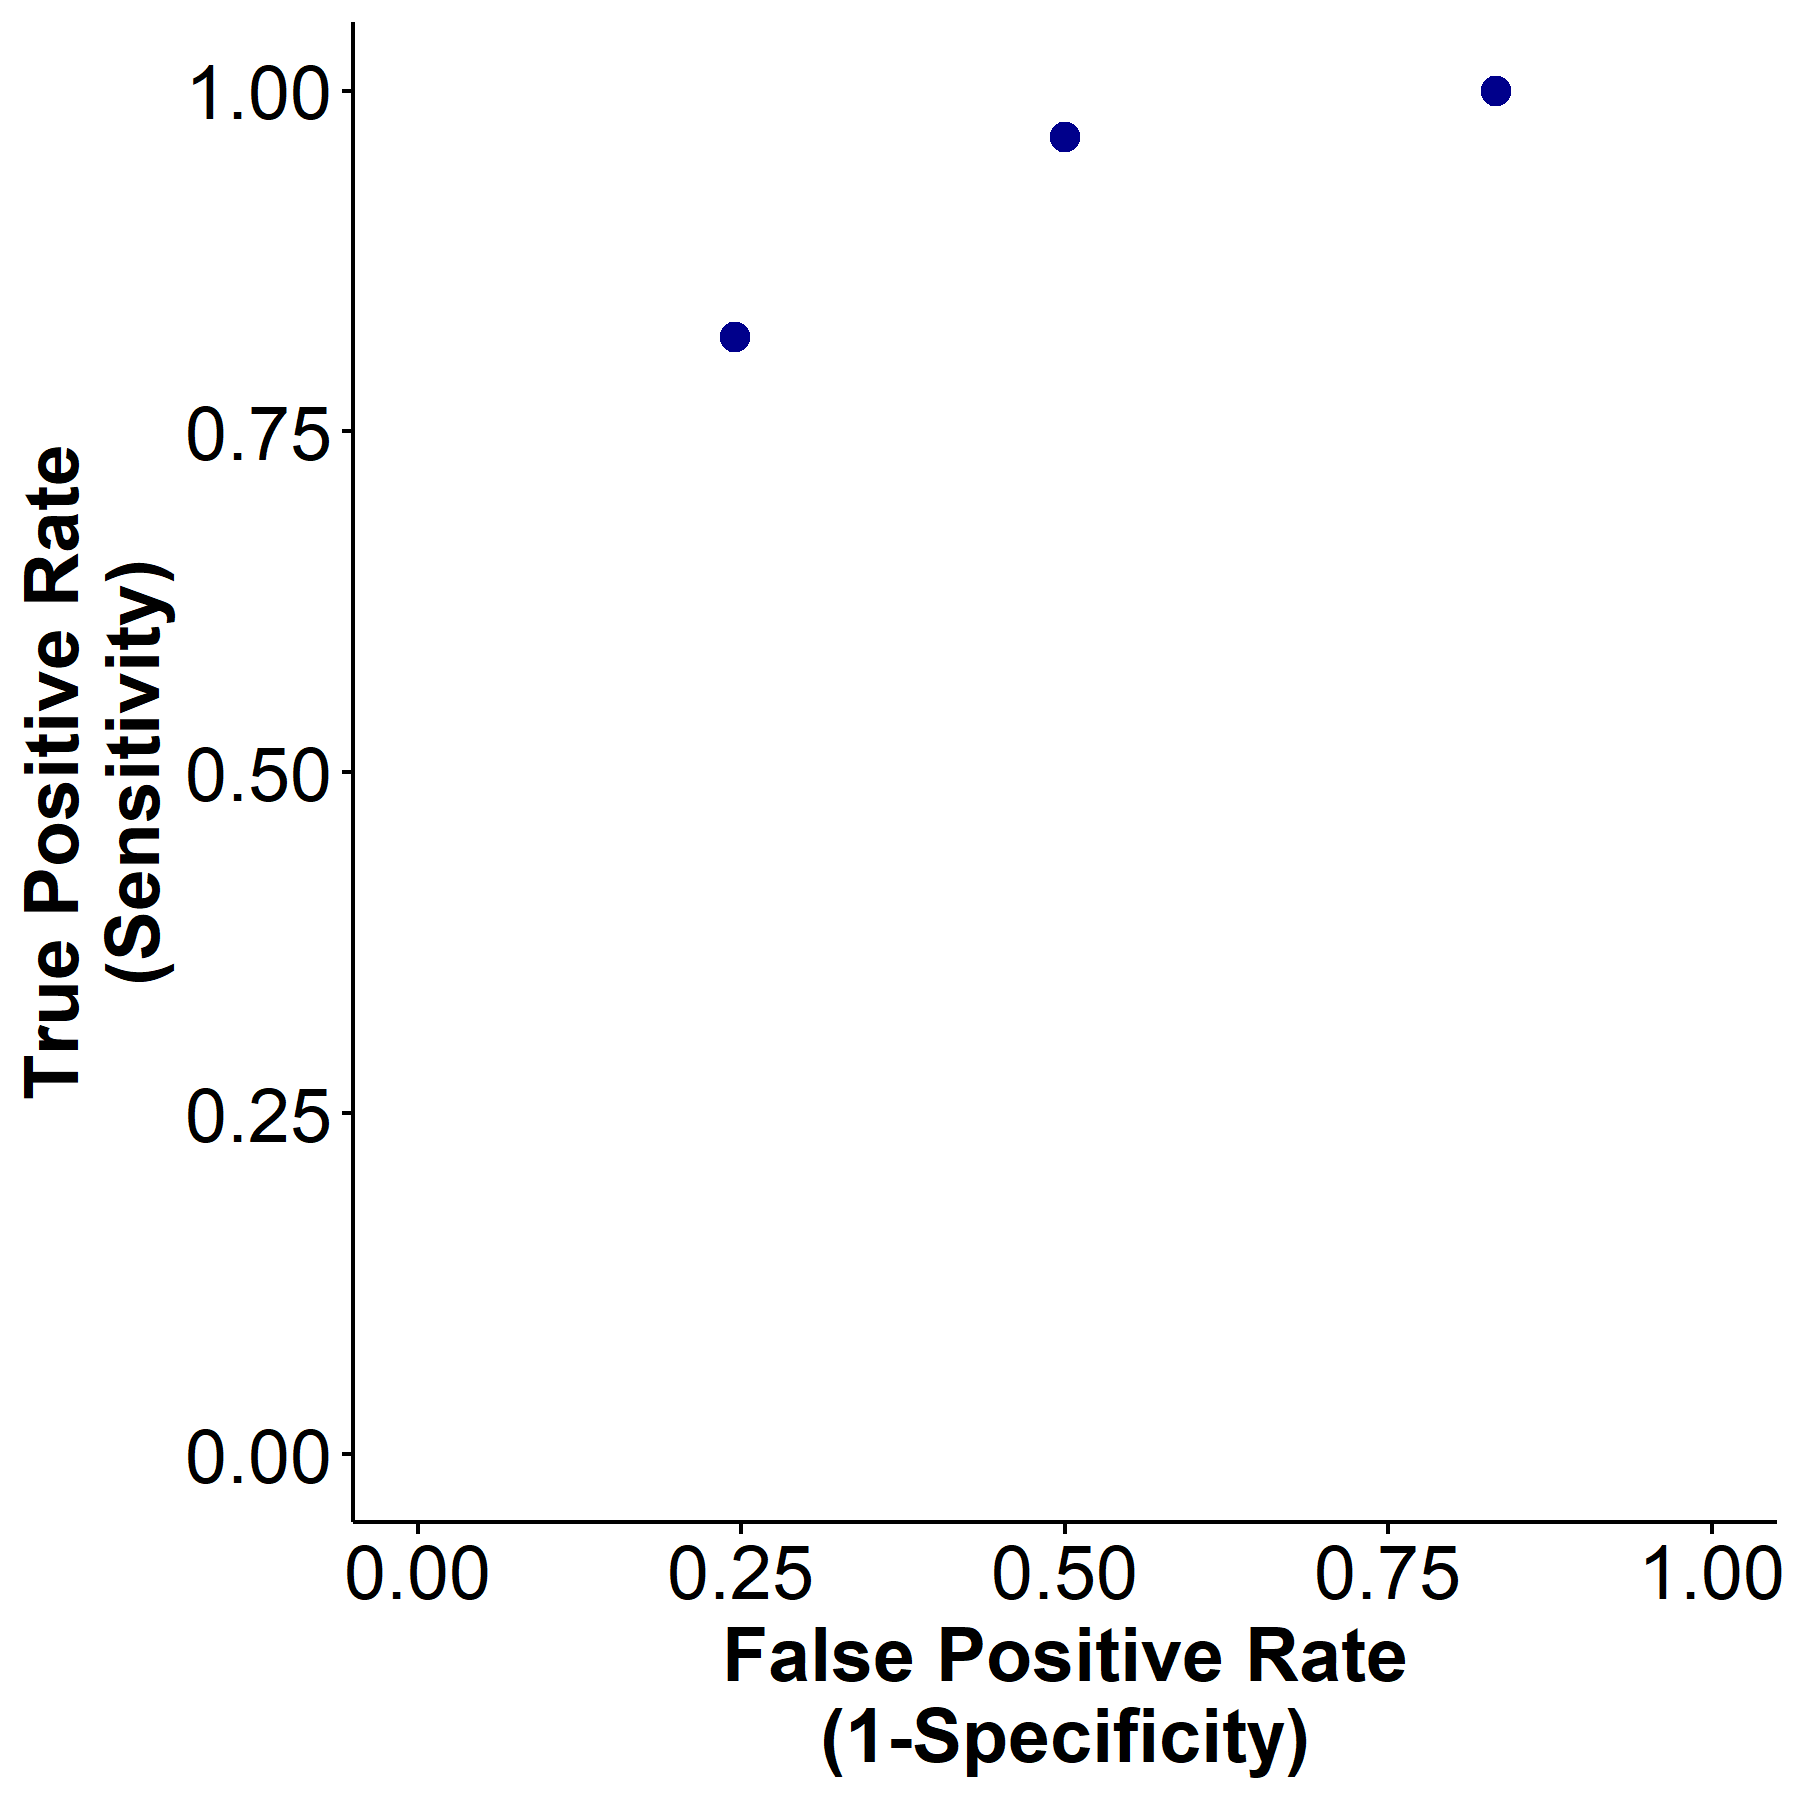 True Positive Rate
(Sensitivity)
1.00
0.75
0.50
0.25
0.00
0.00 0.25 0.50 0.75 1.00
False Positive Rate
(1-Specificity)